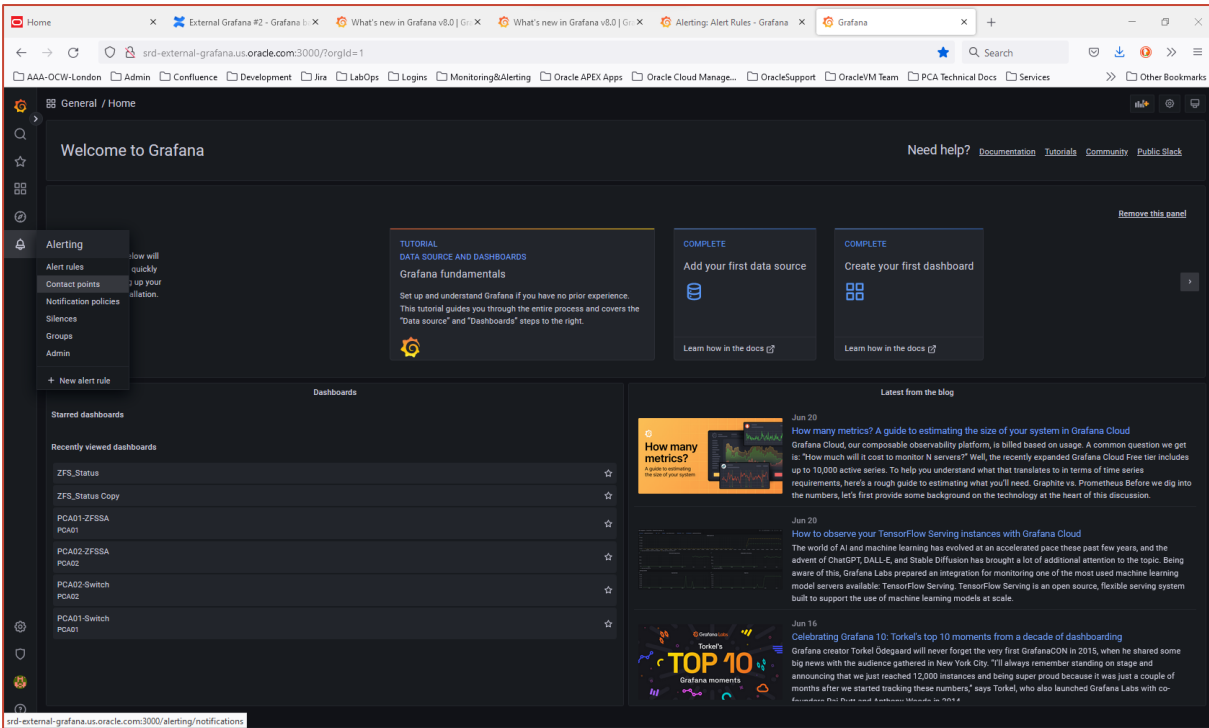 Home
External Grafana #2 - Grafana b
What's new in Grafana v8.0 | Gr
What's new in Grafana v8.0 | Gr
Alerting: Alert Rules - Grafana
Grafana
srd-external-grafana.us.oracle.com:3000/?orgId=1
Search
AAA-OCW-London
Admin
Confluence
Development
Jira
LabOps
Logins
Monitoring&Alerting
Oracle APEX Apps
Oracle Cloud Manage...
OracleSupport
OracleVM Team
PCA Technical Docs
Services
Other Bookmarks
General / Home
Welcome to Grafana
Need help?
Documentation
Tutorials
Community
Public Slack
Remove this panel
Alerting
Alert rules
Contact points
Notification policies
Silences
Groups
Admin
+ New alert rule
elow will
quickly
g up your
allation.
TUTORIAL
DATA SOURCE AND DASHBOARDS
Grafana fundamentals
Set up and understand Grafana if you have no prior experience.
This tutorial guides you through the entire process and covers the
"Data source" and "Dashboards" steps to the right.
COMPLETE
Add your first data source
Learn how in the docs
COMPLETE
Create your first dashboard
Learn how in the docs
Dashboards
Starred dashboards
Recently viewed dashboards
ZFS_Status
ZFS_Status Copy
PCA01-ZFSSA
PCA01
PCA02-ZFSSA
PCA02
PCA02-Switch
PCA02
PCA01-Switch
PCA01
Latest from the blog
How many
metrics?
A guide to estimating
the size of your system
Jun 20
How many metrics? A guide to estimating the size of your system in Grafana Cloud
Grafana Cloud, our composable observability platform, is billed based on usage. A common question we get
is: "How much will it cost to monitor N servers?" Well, the recently expanded Grafana Cloud Free tier includes
up to 10,000 active series. To help you understand what that translates to in terms of time series
requirements, here's a rough guide to estimating what you'll need. Graphite vs. Prometheus Before we dig into
the numbers, let's first provide some background on the technology at the heart of this discussion.
Jun 20
How to observe your TensorFlow Serving instances with Grafana Cloud
The world of AI and machine learning has evolved at an accelerated pace these past few years, and the
advent of ChatGPT, DALL-E, and Stable Diffusion has brought a lot of additional attention to the topic. Being
aware of this, Grafana Labs prepared an integration for monitoring one of the most used machine learning
model servers available: TensorFlow Serving. TensorFlow Serving is an open source, flexible serving system
built to support the use of machine learning models at scale.
Grafana Labs
Torkel's
TOP 10
Grafana moments
Jun 16
Celebrating Grafana 10: Torkel's top 10 moments from a decade of dashboarding
Grafana creator Torkel Ödegaard will never forget the very first GrafanaCON in 2015, when he shared some
big news with the audience gathered in New York City. "I'll always remember standing on stage and
announcing that we just reached 12,000 instances and being super proud because it was just a couple of
months after we started tracking these numbers," says Torkel, who also launched Grafana Labs with co-
founders Raj Dutt and Anthony Woods in 2014.
srd-external-grafana.us.oracle.com:3000/alerting/notifications